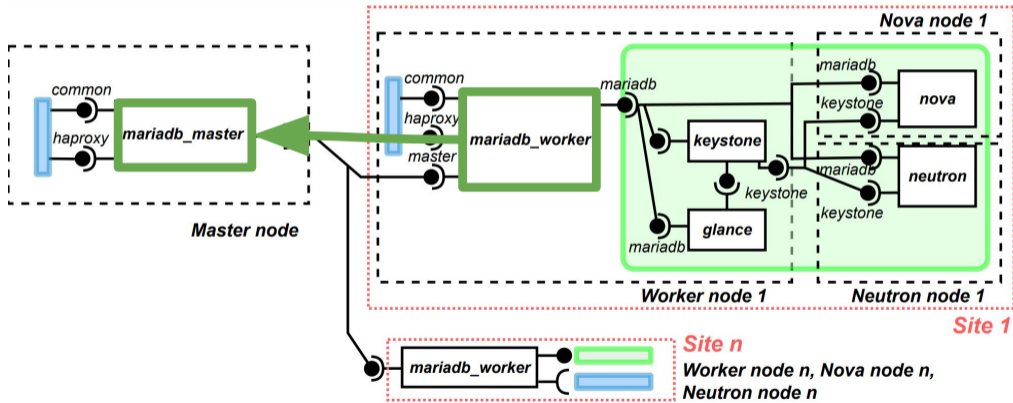 Nova node 1
common
haproxy
mariadb_master
Master node
common
haproxy
master
mariadb_worker
mariadb
keystone
glance
mariadb
keystone
mariadb
keystone
nova
mariadb
keystone
neutron
Worker node 1
Neutron node 1
Site 1
mariadb_worker
Site n
Worker node n, Nova node n,
Neutron node n